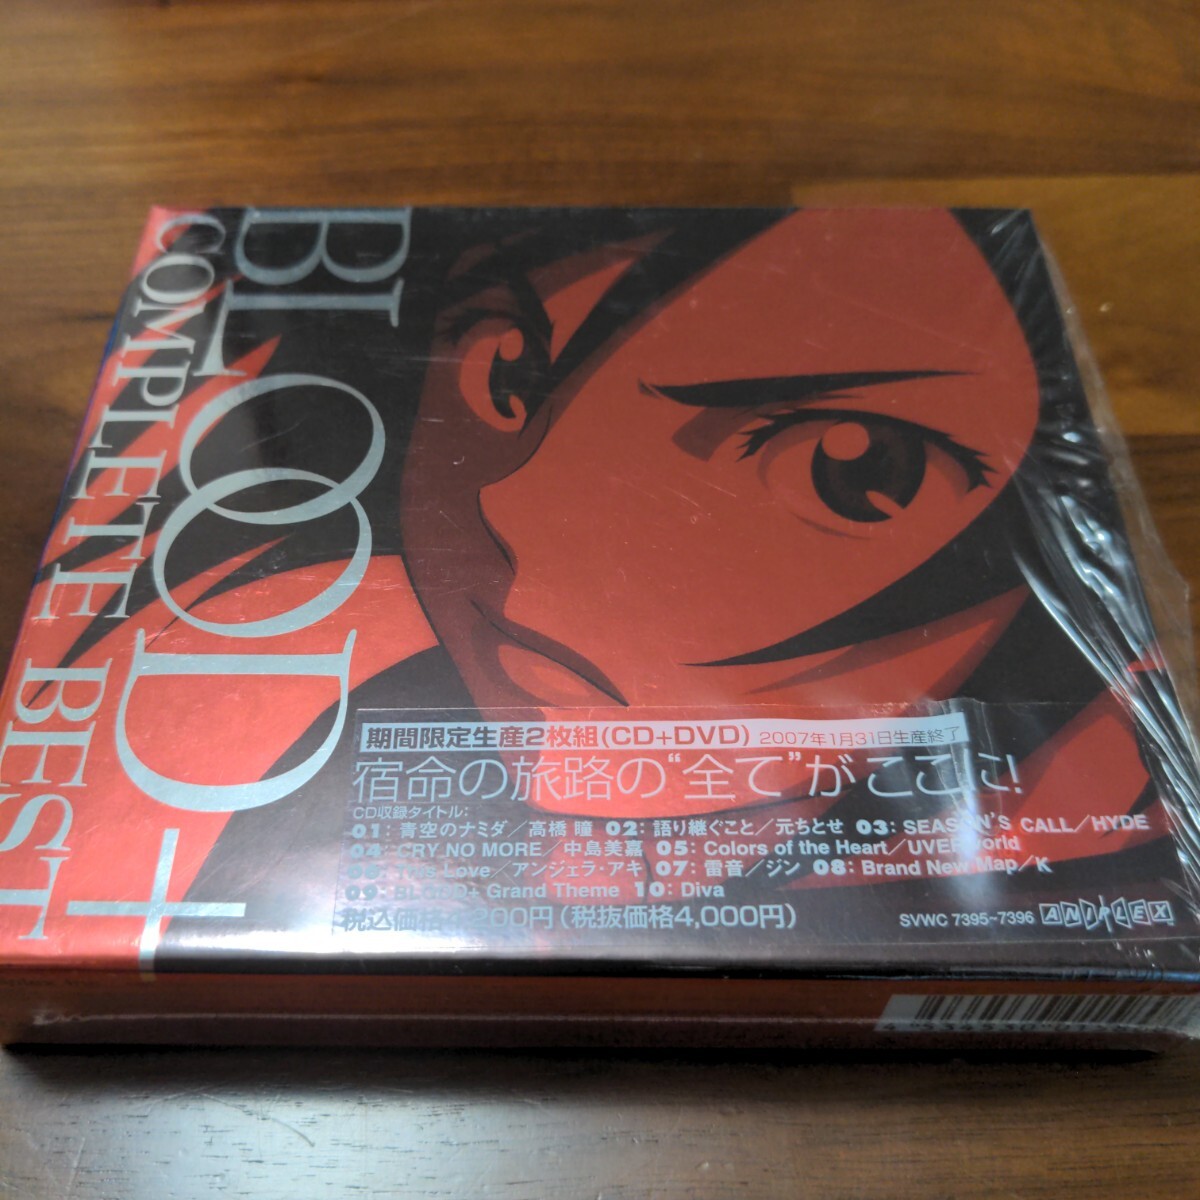 BLOOD+
COMPLETE BEST
期間限定生産2枚組(CD+DVD) 2007年1月31日生産終了
宿命の旅路の“全て”がここに!
CD収録タイトル:
01: 青空のナミダ／高橋 瞳 02: 語り継ぐこと／元ちとせ 03: SEASON'S CALL／HYDE
04: CRY NO MORE／中島美嘉 05: Colors of the Heart／UVERworld
06: This Love／アンジェラ・アキ 07: 雷音／ジン 08: Brand New Map／K
09: BLOOD+ Grand Theme 10: Diva
税込価格4,200円(税抜価格4,000円)
SVWC 7395~7396 ANIPLEX